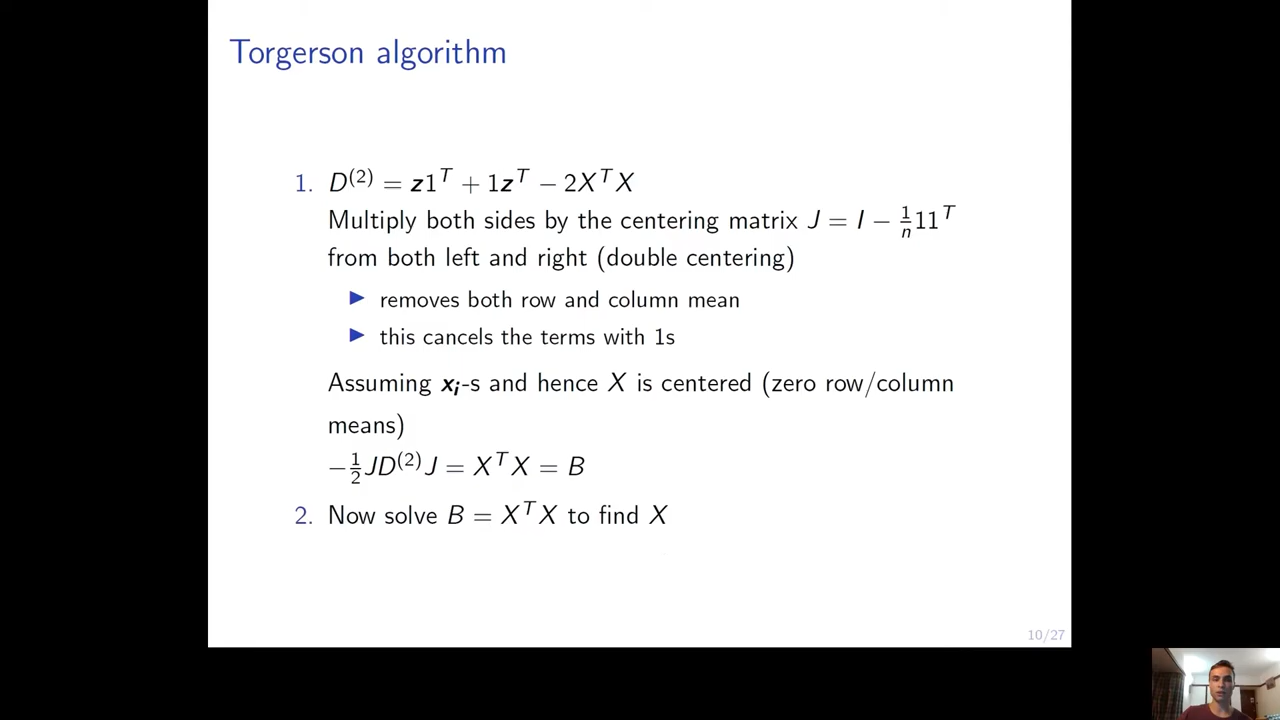 Torgerson algorithm
1. D⁽²⁾ = z1ᵀ + 1zᵀ − 2XᵀX
Multiply both sides by the centering matrix J = I − 1/n 11ᵀ
from both left and right (double centering)
▶ removes both row and column mean
▶ this cancels the terms with 1s
Assuming xᵢ-s and hence X is centered (zero row/column
means)
−1/2 JD⁽²⁾J = XᵀX = B
2. Now solve B = XᵀX to find X
10/27